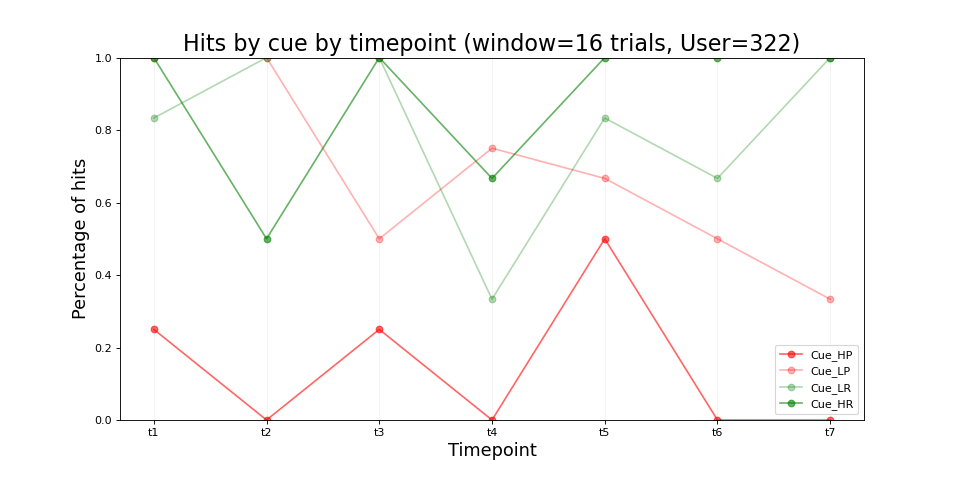 Hits by cue by timepoint (window=16 trials, User=322)
Percentage of hits
1.0
0.8
0.6
0.4
0.2
0.0
Cue_HP
Cue_LP
Cue_LR
Cue_HR
t1 t2 t3 t4 t5 t6 t7
Timepoint